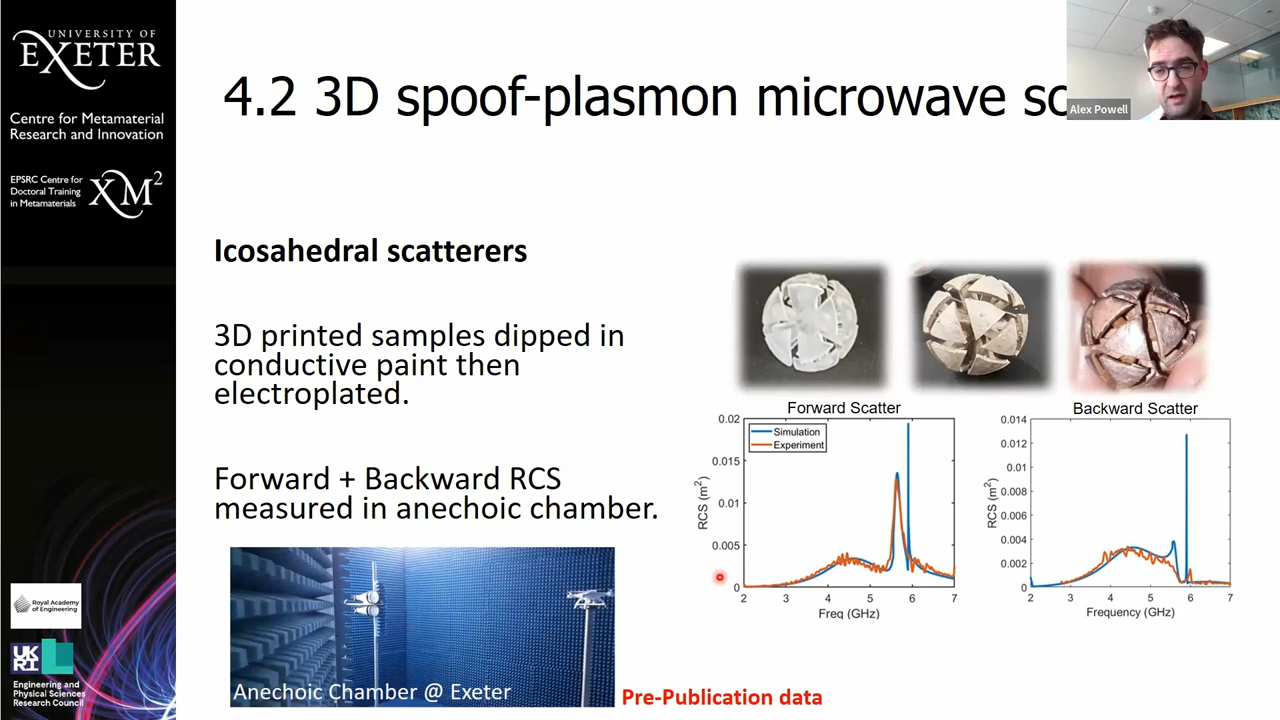 UNIVERSITY OF
EXETER
Centre for Metamaterial
Research and Innovation
EPSRC Centre for
Doctoral Training
in Metamaterials
XM²
4.2 3D spoof-plasmon microwave sc
Alex Powell
Icosahedral scatterers
3D printed samples dipped in
conductive paint then
electroplated.
Forward + Backward RCS
measured in anechoic chamber.
Forward Scatter
0.02
0.015
0.01
0.005
0
RCS (m²)
Simulation
Experiment
2 3 4 5 6 7
Freq (GHz)
Backward Scatter
0.014
0.012
0.01
0.008
0.006
0.004
0.002
0
RCS (m²)
2 3 4 5 6 7
Frequency (GHz)
Anechoic Chamber @ Exeter
Pre-Publication data
Royal Academy
of Engineering
UK
RI
Engineering and
Physical Sciences
Research Council